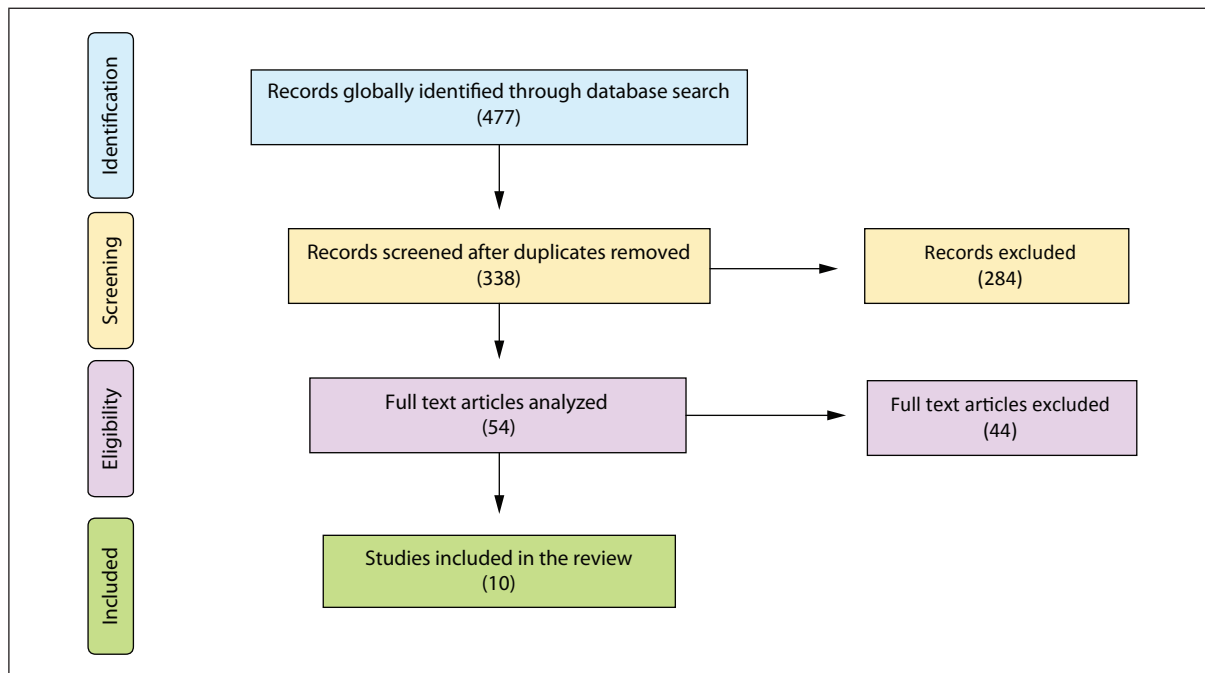 Identification
Records globally identified through database search
(477)
Screening
Records screened after duplicates removed
(338)
Records excluded
(284)
Eligibility
Full text articles analyzed
(54)
Full text articles excluded
(44)
Included
Studies included in the review
(10)